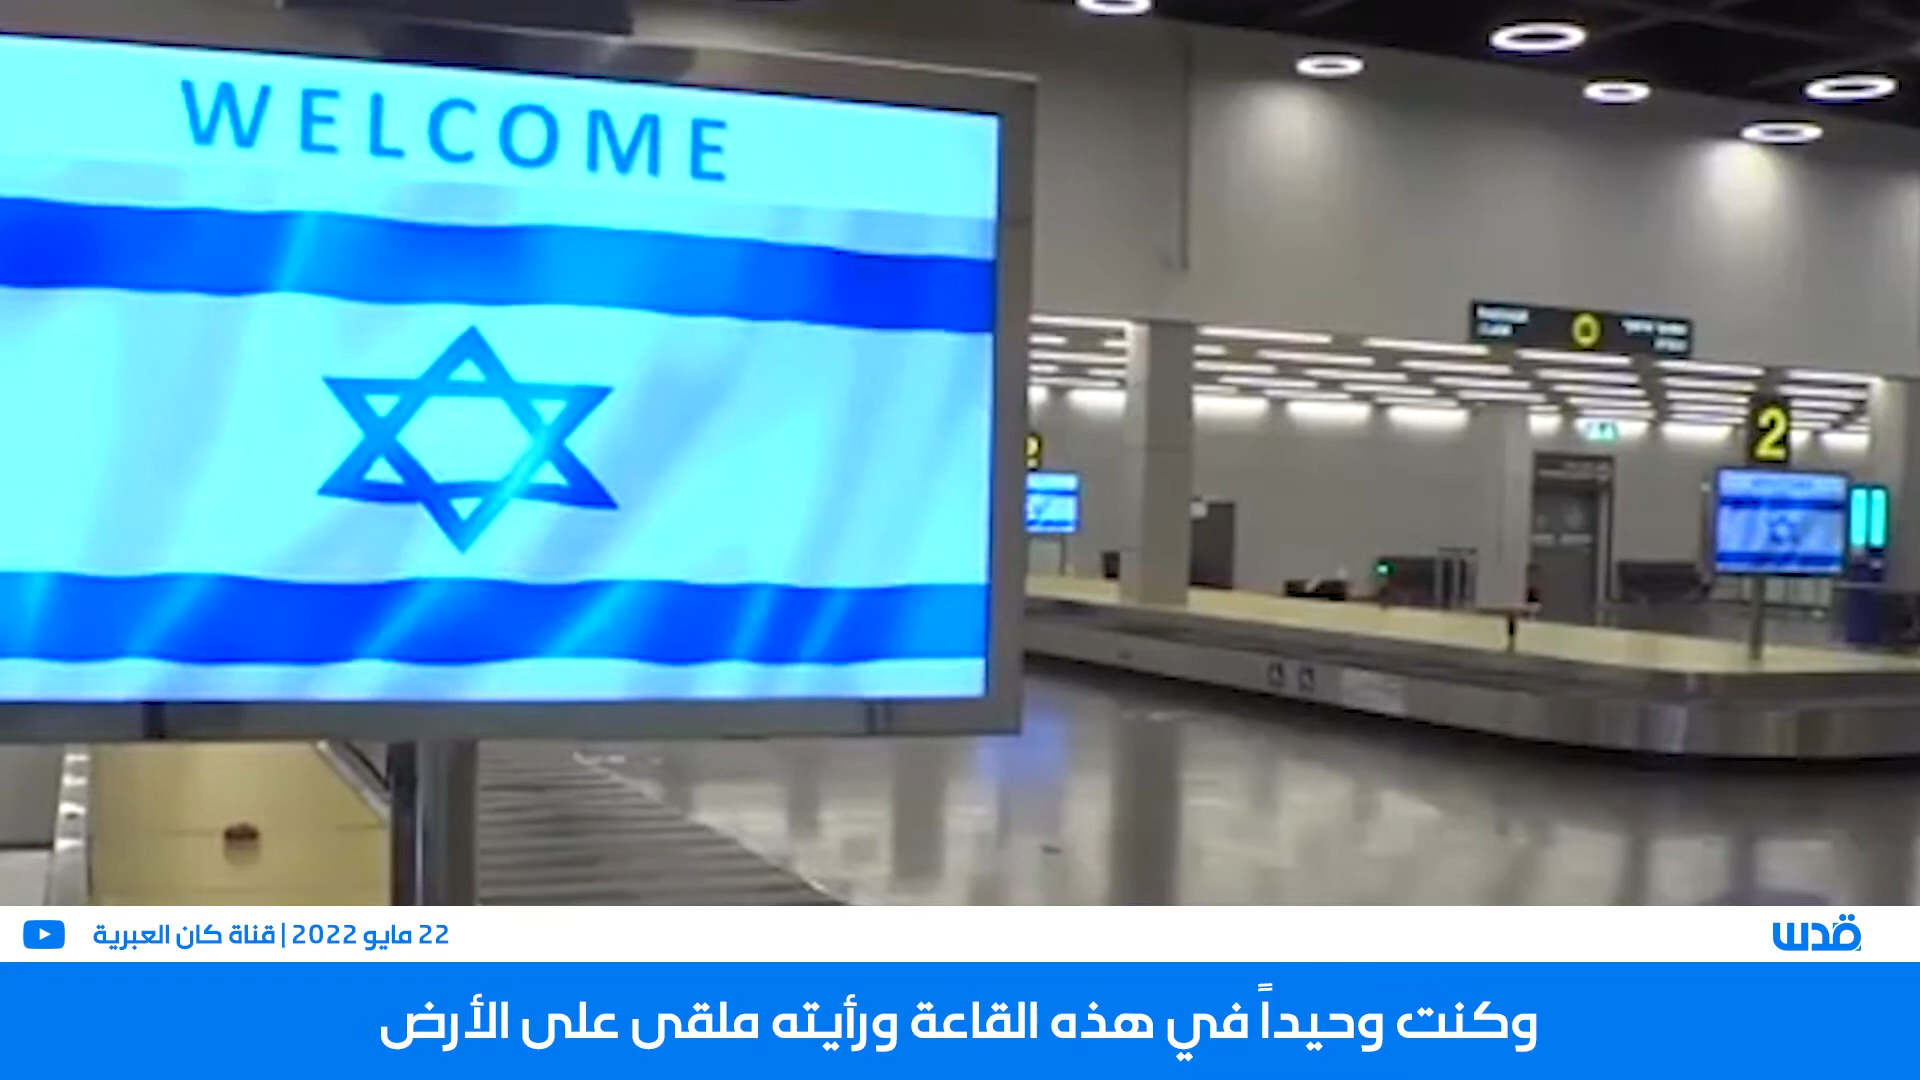 WELCOME
2
22 مايو 2022 | قناة كان العبرية
قدس
وكنت وحيداً في هذه القاعة ورأيته ملقى على الأرض